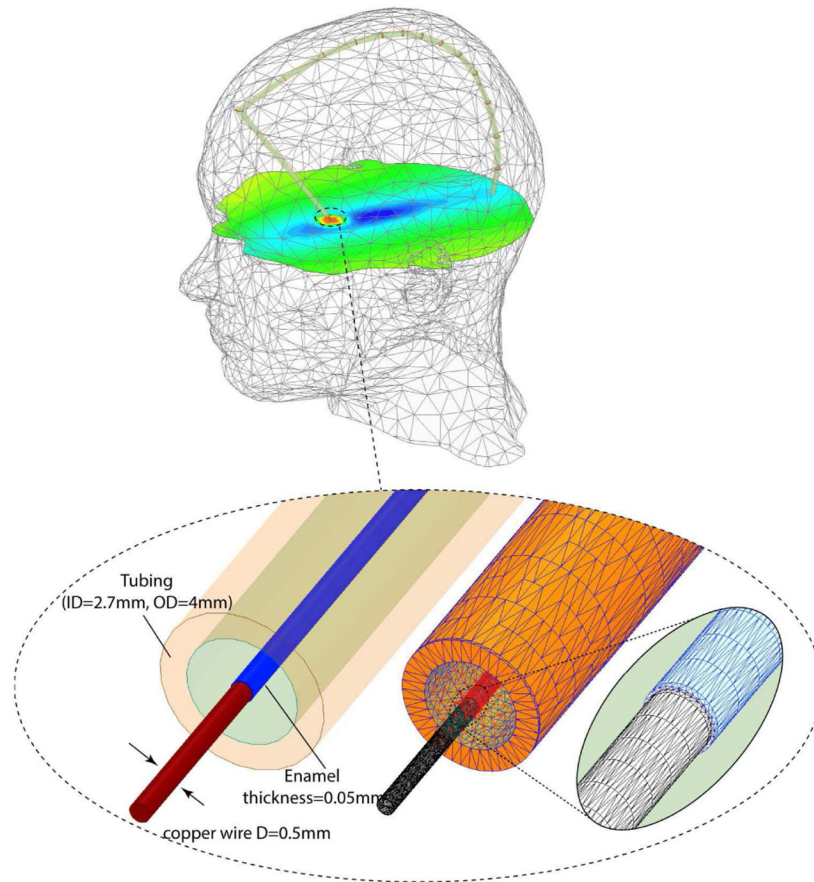 Tubing
(ID=2.7mm, OD=4mm)
Enamel
thickness=0.05mm
copper wire D=0.5mm